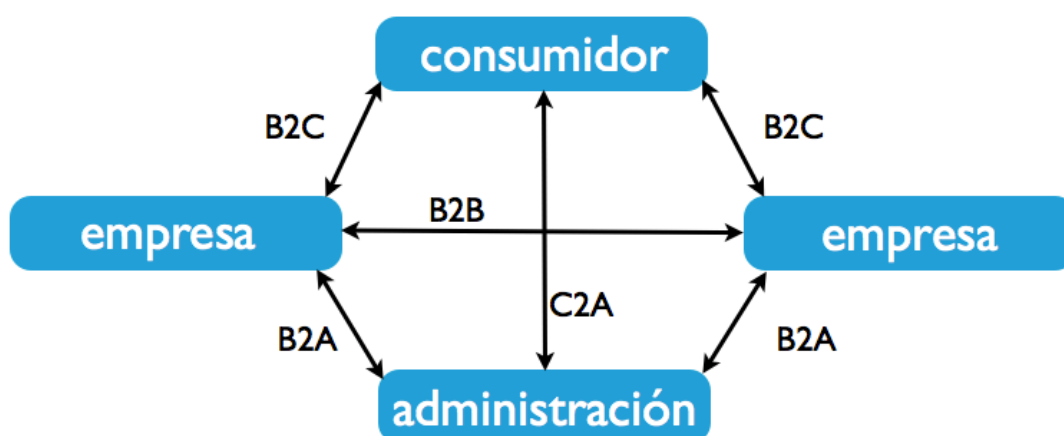 consumidor
B2C
B2C
empresa
B2B
empresa
C2A
B2A
B2A
administración